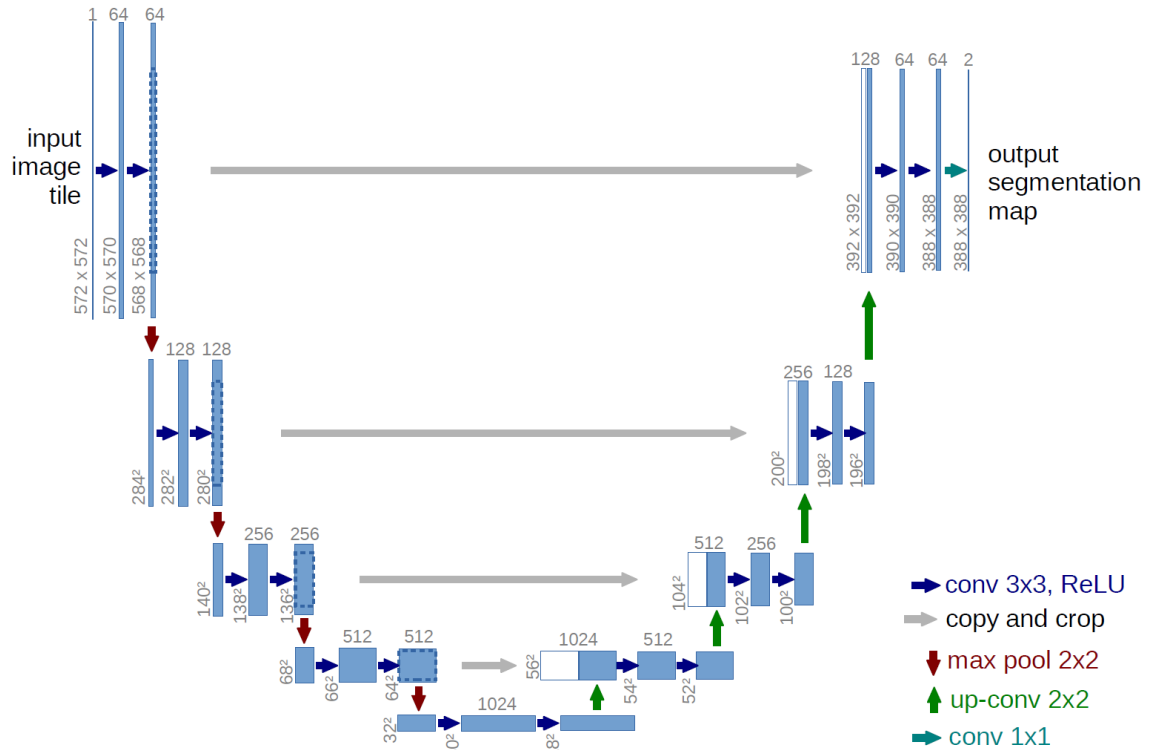 1 64 64
input
image
tile
572 x 572
570 x 570
568 x 568
128 64 64 2
392 x 392
390 x 390
388 x 388
388 x 388
output
segmentation
map
128 128
284²
282²
280²
256 128
200²
198²
196²
256 256
140²
138²
136²
512 256
104²
102²
100²
512 512
68²
66²
64²
1024 512
56²
54²
52²
1024
32²
0²
8²
conv 3x3, ReLU
copy and crop
max pool 2x2
up-conv 2x2
conv 1x1